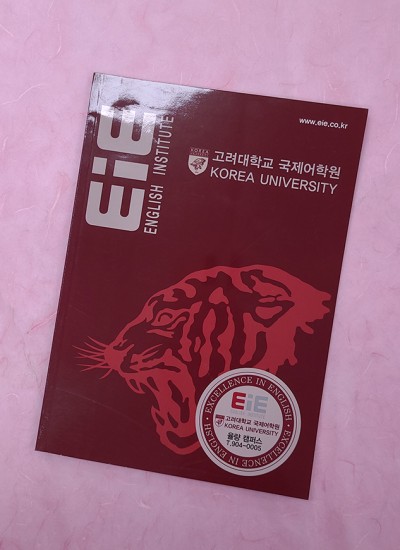 www.eie.co.kr
EiE
ENGLISH INSTITUTE
KOREA
고려대학교 국제어학원
KOREA UNIVERSITY
EXCELLENCE IN ENGLISH
EiE
고려대학교 국제어학원
KOREA UNIVERSITY
율량 캠퍼스
T.904-0005
EXCELLENCE IN ENGLISH